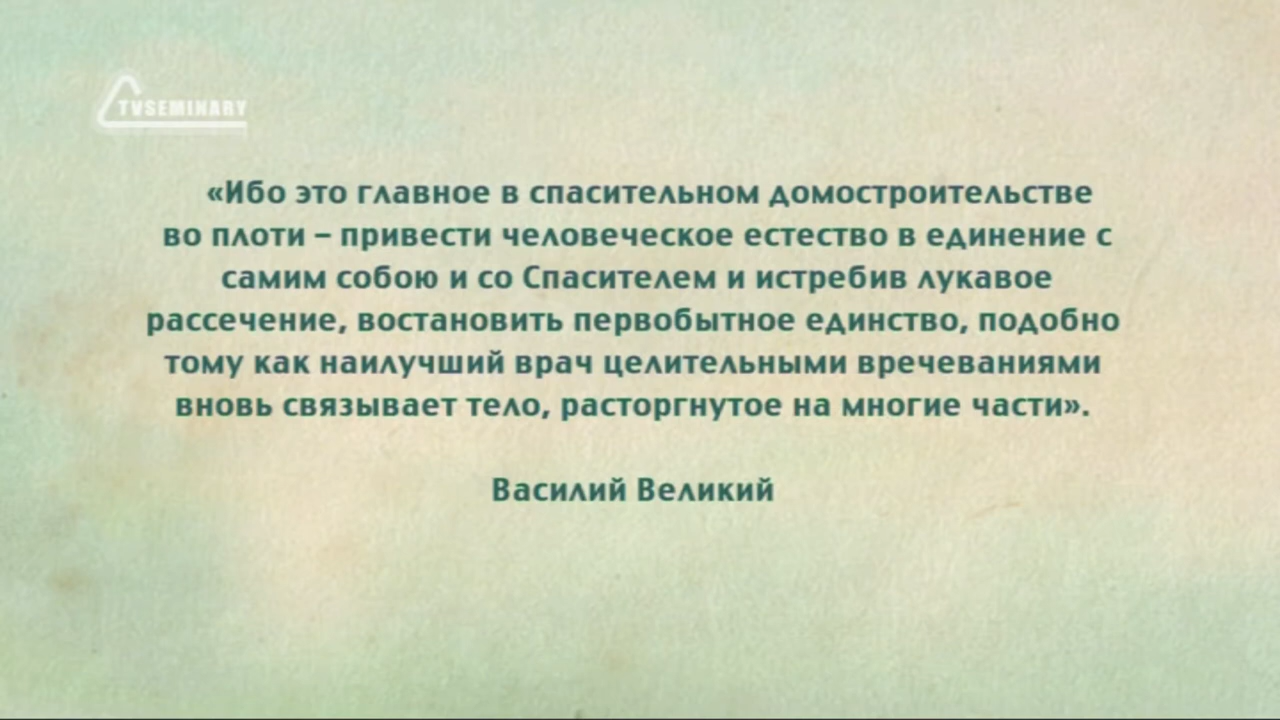 TVSEMINARY
«Ибо это главное в спасительном домостроительстве
во плоти – привести человеческое естество в единение с
самим собою и со Спасителем и истребив лукавое
рассечение, востановить первобытное единство, подобно
тому как наилучший врач целительными вречеваниями
вновь связывает тело, расторгнутое на многие части».
Василий Великий